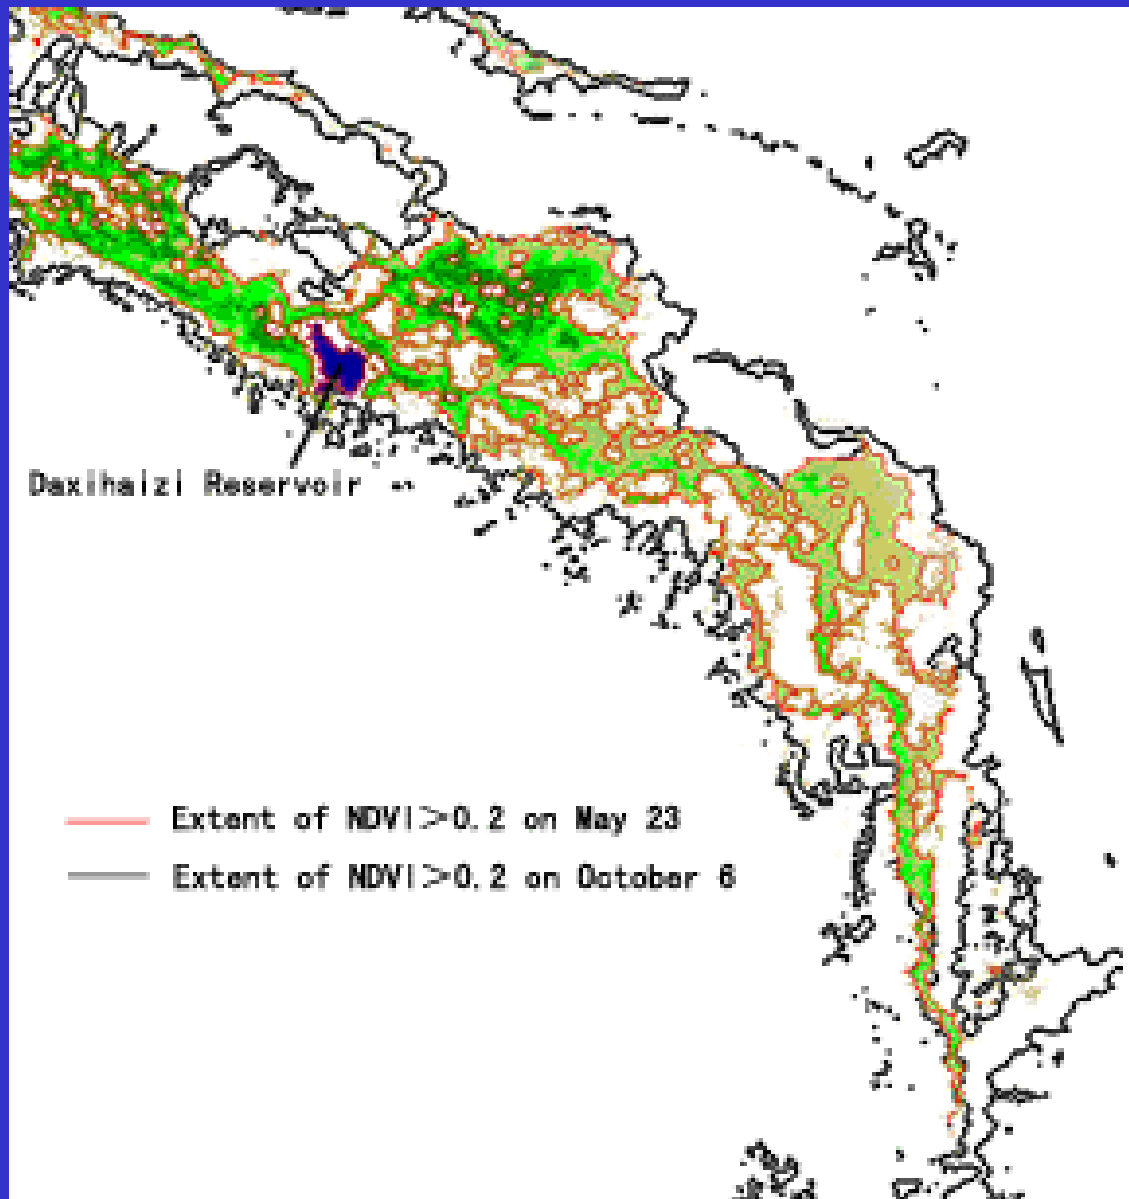 Daxihaizi Reservoir
Extent of NDVI>0.2 on May 23
Extent of NDVI>0.2 on October 6